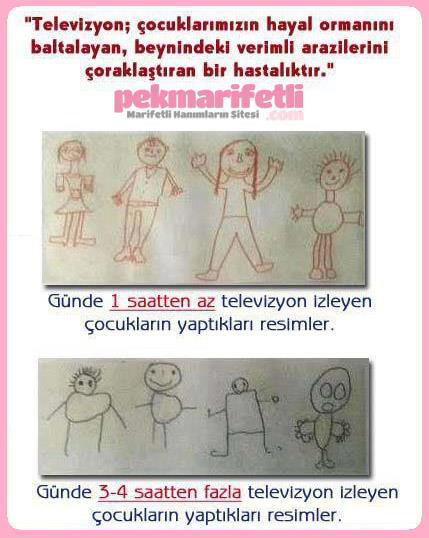 "Televizyon; çocuklarımızın hayal ormanını
baltalayan, beynindeki verimli arazilerini
çoraklaştıran bir hastalıktır."
pekmarifetli
Marifetli Hanımların Sitesi .com
Günde 1 saatten az televizyon izleyen
çocukların yaptıkları resimler.
Günde 3-4 saatten fazla televizyon izleyen
çocukların yaptıkları resimler.